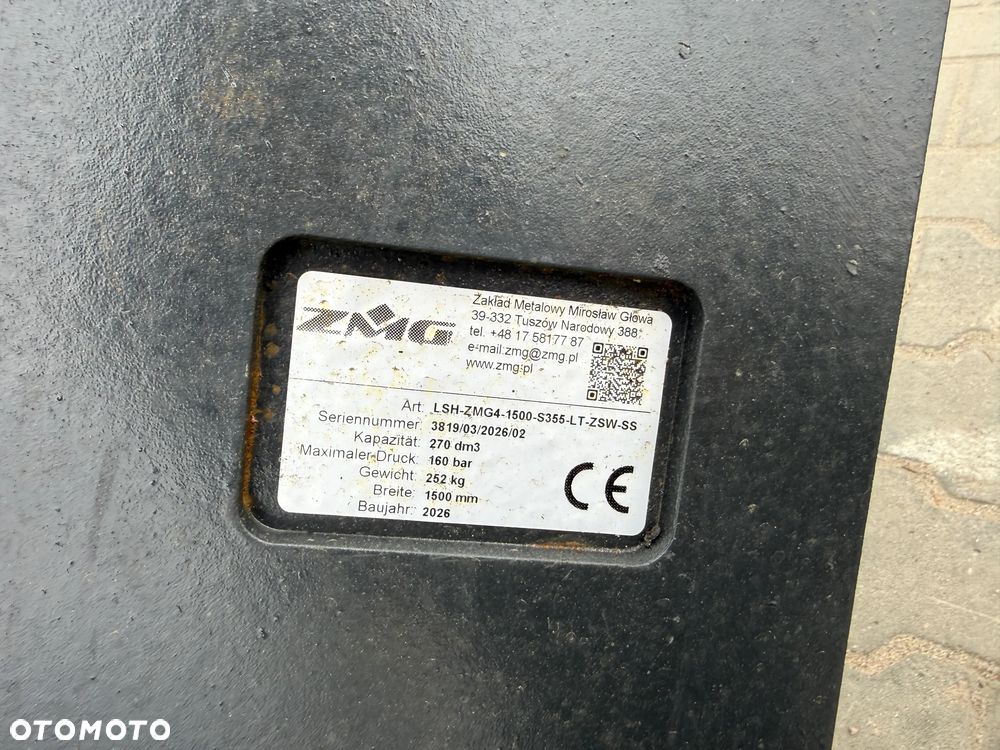 ZMG
Zakład Metalowy Mirosław Głowa
39-332 Tuszów Narodowy 388
tel. +48 17 5817787
e-mail:zmg@zmg.pl
www.zmg.pl
Art: LSH-ZMG4-1500-S355-LT-ZSW-SS
Seriennummer: 3819/03/2026/02
Kapazität: 270 dm3
Maximaler-Druck: 160 bar
Gewicht: 252 kg
Breite: 1500 mm
Baujahr: 2026
CE
OTOMOTO